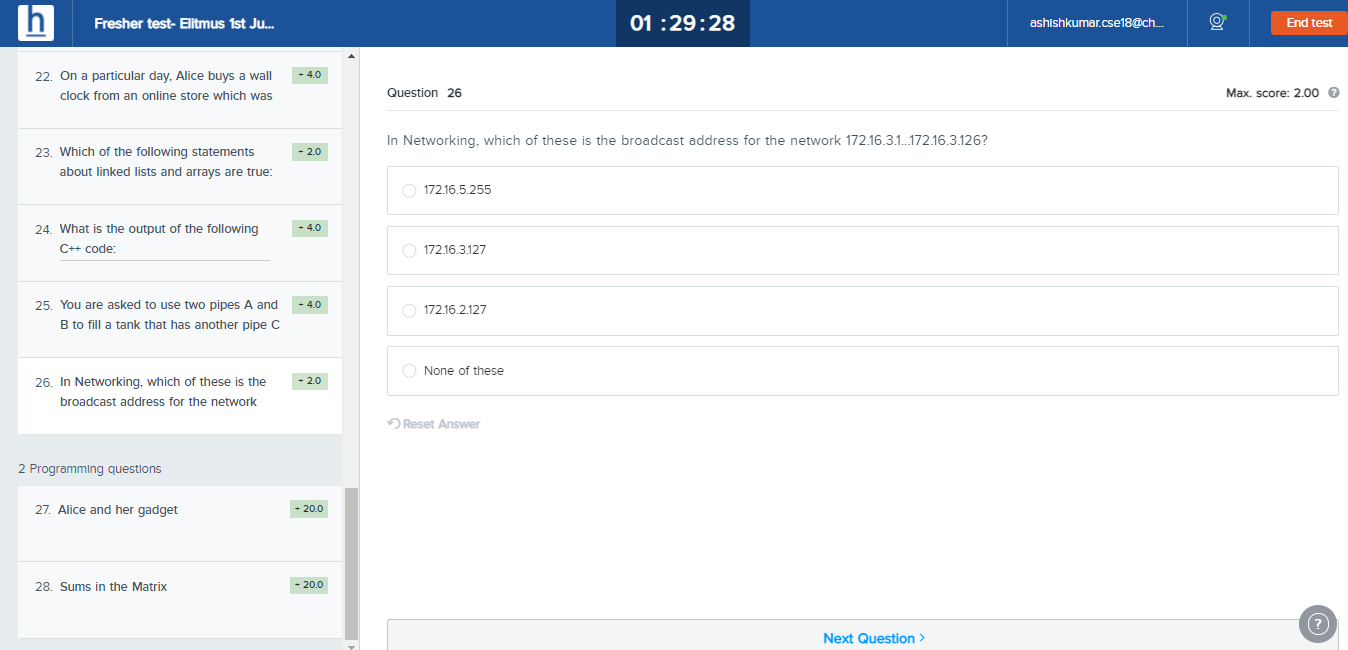 h
Fresher test- Elitmus 1st Ju...
01 :29:28
ashishkumar.cse18@ch...
End test
22. On a particular day, Alice buys a wall
clock from an online store which was
+ 4.0
23. Which of the following statements
about linked lists and arrays are true:
+ 2.0
24. What is the output of the following
C++ code:
+ 4.0
25. You are asked to use two pipes A and
B to fill a tank that has another pipe C
+ 4.0
26. In Networking, which of these is the
broadcast address for the network
+ 2.0
2 Programming questions
27. Alice and her gadget
+ 20.0
28. Sums in the Matrix
+ 20.0
Question 26
Max. score: 2.00 ?
In Networking, which of these is the broadcast address for the network 172.16.3.1...172.16.3.126?
172.16.5.255
172.16.3.127
172.16.2.127
None of these
Reset Answer
Next Question >
?